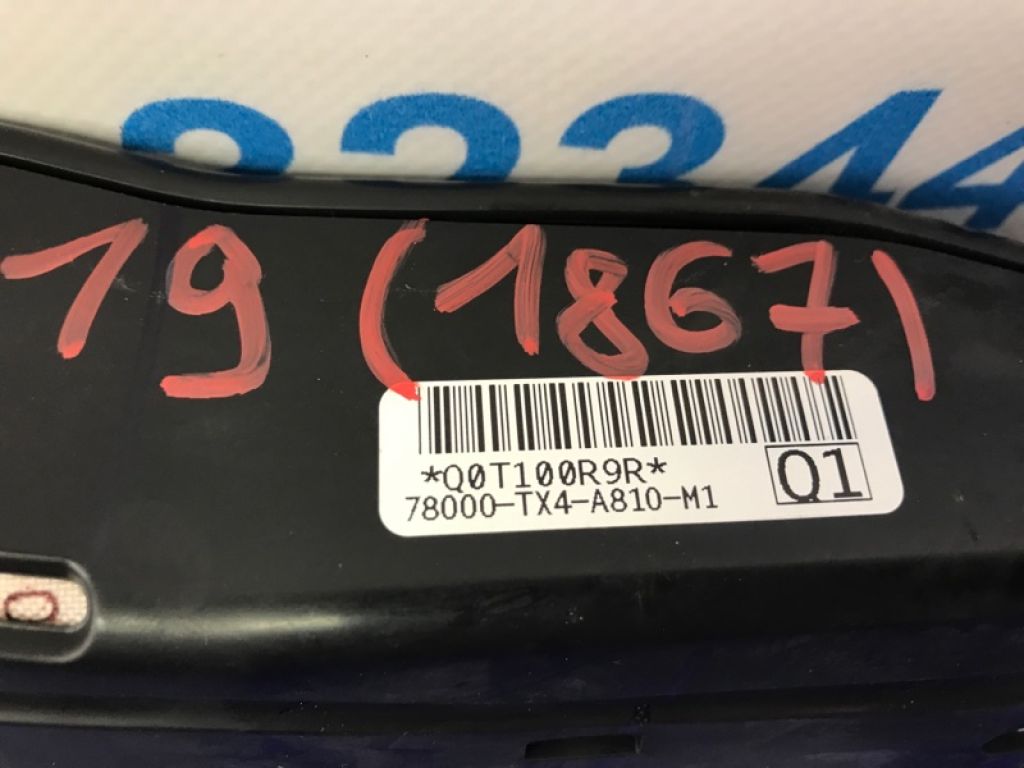 19 (1867)
*Q0T100R9R*
78000-TX4-A810-M1
Q1